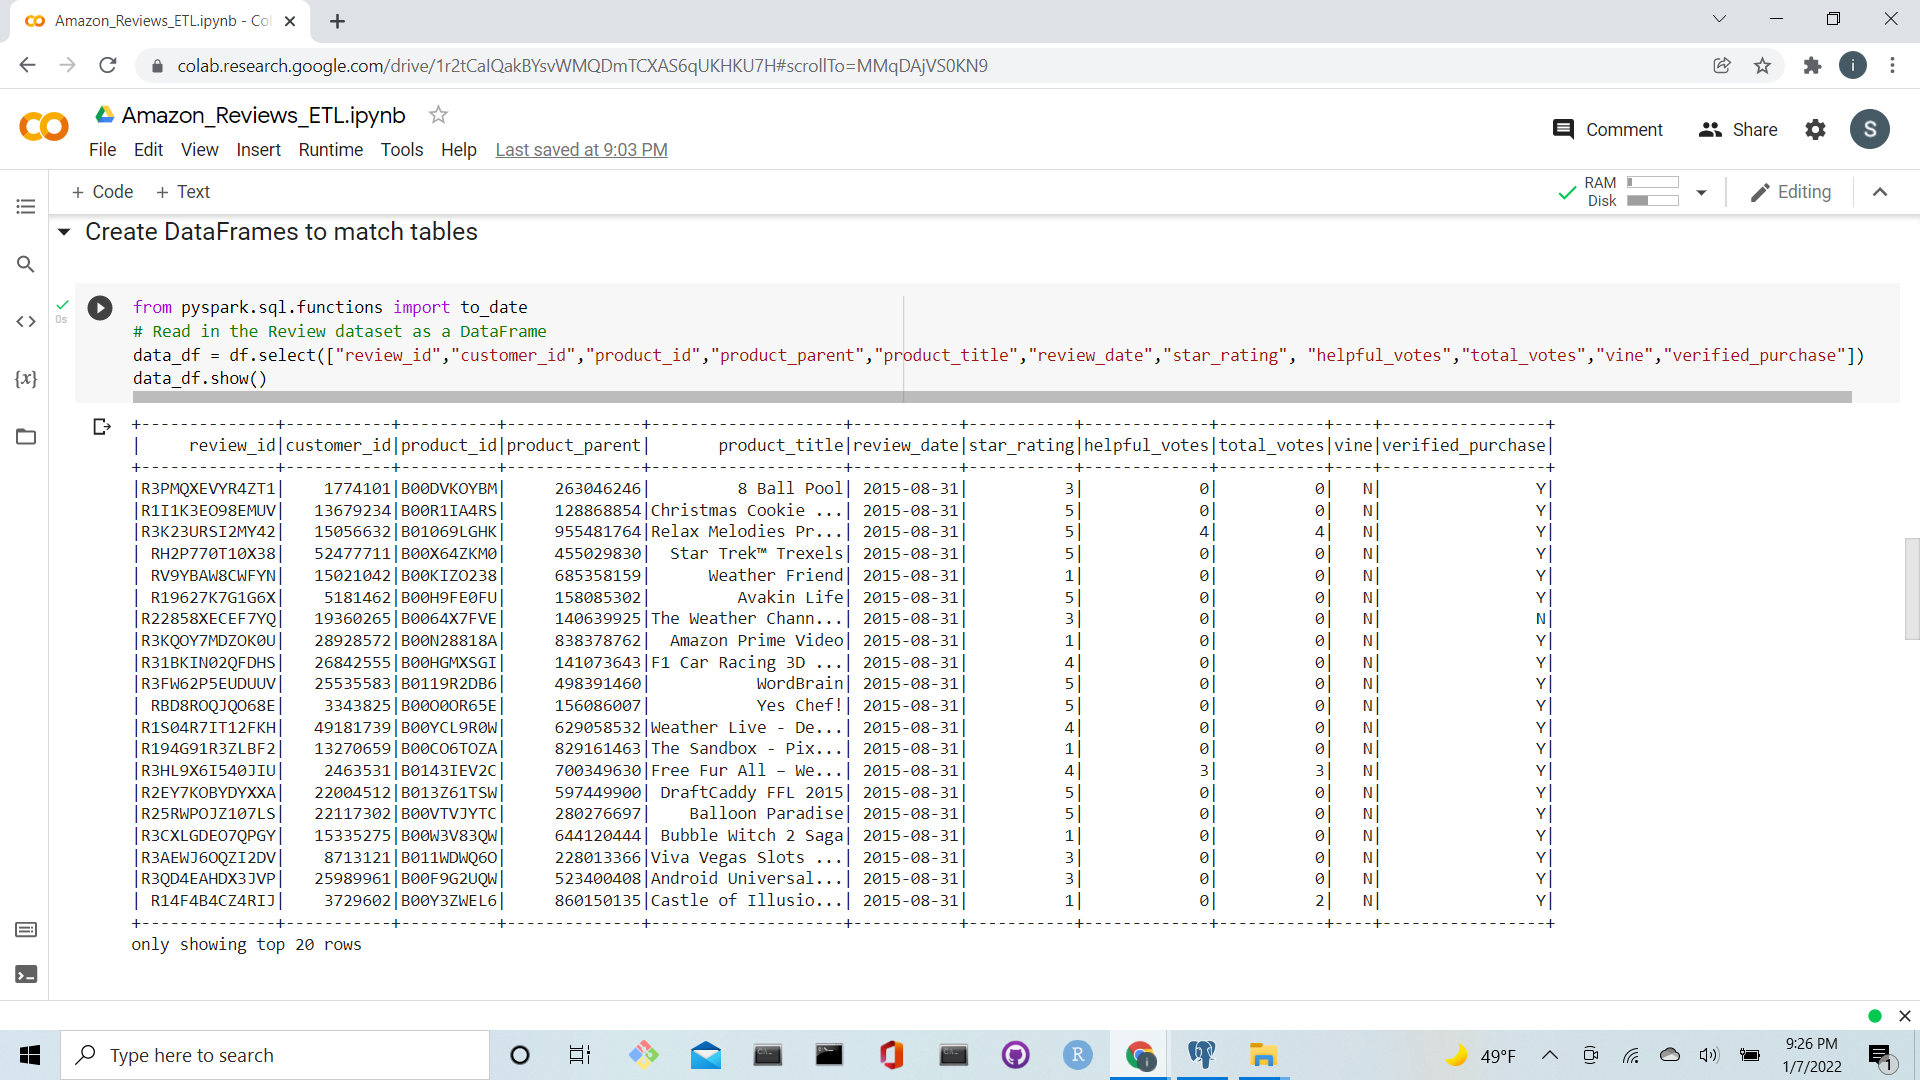 Amazon_Reviews_ETL.ipynb - Col
colab.research.google.com/drive/1r2tCaIQakBYsvWMQDmTCXAS6qUKHKU7H#scrollTo=MMqDAjVS0KN9
i
Amazon_Reviews_ETL.ipynb
Comment
Share
S
File Edit View Insert Runtime Tools Help Last saved at 9:03 PM
+ Code + Text
RAM
Disk
Editing
Create DataFrames to match tables
0s
from pyspark.sql.functions import to_date
# Read in the Review dataset as a DataFrame
data_df = df.select(["review_id","customer_id","product_id","product_parent","product_title","review_date","star_rating", "helpful_votes","total_votes","vine","verified_purchase"])
data_df.show()
+--------------+-----------+----------+--------------+--------------------+-----------+-----------+-------------+-----------+----+-----------------+
|     review_id|customer_id|product_id|product_parent|       product_title|review_date|star_rating|helpful_votes|total_votes|vine|verified_purchase|
+--------------+-----------+----------+--------------+--------------------+-----------+-----------+-------------+-----------+----+-----------------+
|R3PMQXEVYR4ZT1|    1774101|B00DVKOYBM|     263046246|         8 Ball Pool| 2015-08-31|          3|            0|          0|   N|                Y|
|R1I1K3EO98EMUV|   13679234|B00R1IA4RS|     128868854|Christmas Cookie ...| 2015-08-31|          5|            0|          0|   N|                Y|
|R3K23URSI2MY42|   15056632|B01069LGHK|     955481764|Relax Melodies Pr...| 2015-08-31|          5|            4|          4|   N|                Y|
| RH2P770T10X38|   52477711|B00X64ZKM0|     455029830|  Star Trek™ Trexels| 2015-08-31|          5|            0|          0|   N|                Y|
| RV9YBAW8CWFYN|   15021042|B00KIZO238|     685358159|      Weather Friend| 2015-08-31|          1|            0|          0|   N|                Y|
| R19627K7G1G6X|    5181462|B00H9FE0FU|     158085302|         Avakin Life| 2015-08-31|          5|            0|          0|   N|                Y|
|R22858XECEF7YQ|   19360265|B0064X7FVE|     140639925|The Weather Chann...| 2015-08-31|          3|            0|          0|   N|                N|
|R3KQOY7MDZOK0U|   28928572|B00N28818A|     838378762|  Amazon Prime Video| 2015-08-31|          1|            0|          0|   N|                Y|
|R31BKIN02QFDHS|   26842555|B00HGMXSGI|     141073643|F1 Car Racing 3D ...| 2015-08-31|          4|            0|          0|   N|                Y|
|R3FW62P5EUDUUV|   25535583|B0119R2DB6|     498391460|           WordBrain| 2015-08-31|          5|            0|          0|   N|                Y|
| RBD8ROQJQO68E|    3343825|B00O0OR65E|     156086007|           Yes Chef!| 2015-08-31|          5|            0|          0|   N|                Y|
|R1S04R7IT12FKH|   49181739|B00YCL9R0W|     629058532|Weather Live - De...| 2015-08-31|          4|            0|          0|   N|                Y|
|R194G91R3ZLBF2|   13270659|B00CO6TOZA|     829161463|The Sandbox - Pix...| 2015-08-31|          1|            0|          0|   N|                Y|
|R3HL9X6I540JIU|    2463531|B0143IEV2C|     700349630|Free Fur All – We...| 2015-08-31|          4|            3|          3|   N|                Y|
|R2EY7KOBYDYXXA|   22004512|B013Z61TSW|     597449900| DraftCaddy FFL 2015| 2015-08-31|          5|            0|          0|   N|                Y|
|R25RWPOJZ107LS|   22117302|B00VTVJYTC|     280276697|    Balloon Paradise| 2015-08-31|          5|            0|          0|   N|                Y|
|R3CXLGDEO7QPGY|   15335275|B00W3V83QW|     644120444| Bubble Witch 2 Saga| 2015-08-31|          1|            0|          0|   N|                Y|
|R3AEWJ6OQZI2DV|    8713121|B011WDWQ6O|     228013366|Viva Vegas Slots ...| 2015-08-31|          3|            0|          0|   N|                Y|
|R3QD4EAHDX3JVP|   25989961|B00F9G2UQW|     523400408|Android Universal...| 2015-08-31|          3|            0|          0|   N|                Y|
| R14F4B4CZ4RIJ|    3729602|B00Y3ZWEL6|     860150135|Castle of Illusio...| 2015-08-31|          1|            0|          2|   N|                Y|
+--------------+-----------+----------+--------------+--------------------+-----------+-----------+-------------+-----------+----+-----------------+
only showing top 20 rows
Type here to search
R
49°F
9:26 PM
1/7/2022
1